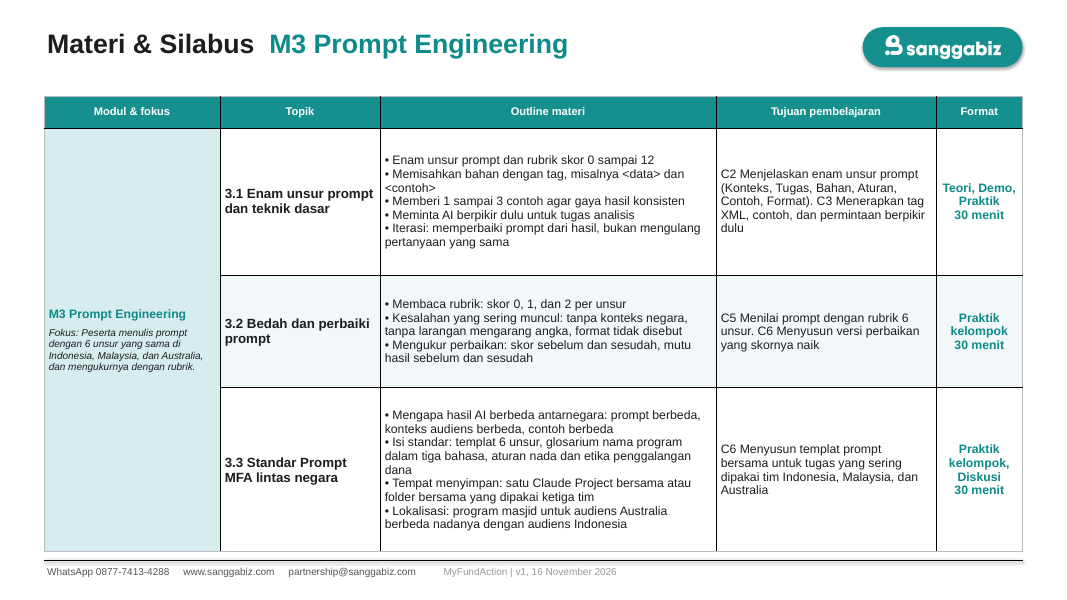 Materi & Silabus  M3 Prompt Engineering
sanggabiz
Modul & fokus
Topik
Outline materi
Tujuan pembelajaran
Format
M3 Prompt Engineering
Fokus: Peserta menulis prompt
dengan 6 unsur yang sama di
Indonesia, Malaysia, dan Australia,
dan mengukurnya dengan rubrik.
3.1 Enam unsur prompt
dan teknik dasar
• Enam unsur prompt dan rubrik skor 0 sampai 12
• Memisahkan bahan dengan tag, misalnya <data> dan
<contoh>
• Memberi 1 sampai 3 contoh agar gaya hasil konsisten
• Meminta AI berpikir dulu untuk tugas analisis
• Iterasi: memperbaiki prompt dari hasil, bukan mengulang
pertanyaan yang sama
C2 Menjelaskan enam unsur prompt
(Konteks, Tugas, Bahan, Aturan,
Contoh, Format). C3 Menerapkan tag
XML, contoh, dan permintaan berpikir
dulu
Teori, Demo,
Praktik
30 menit
3.2 Bedah dan perbaiki
prompt
• Membaca rubrik: skor 0, 1, dan 2 per unsur
• Kesalahan yang sering muncul: tanpa konteks negara,
tanpa larangan mengarang angka, format tidak disebut
• Mengukur perbaikan: skor sebelum dan sesudah, mutu
hasil sebelum dan sesudah
C5 Menilai prompt dengan rubrik 6
unsur. C6 Menyusun versi perbaikan
yang skornya naik
Praktik
kelompok
30 menit
3.3 Standar Prompt
MFA lintas negara
• Mengapa hasil AI berbeda antarnegara: prompt berbeda,
konteks audiens berbeda, contoh berbeda
• Isi standar: templat 6 unsur, glosarium nama program
dalam tiga bahasa, aturan nada dan etika penggalangan
dana
• Tempat menyimpan: satu Claude Project bersama atau
folder bersama yang dipakai ketiga tim
• Lokalisasi: program masjid untuk audiens Australia
berbeda nadanya dengan audiens Indonesia
C6 Menyusun templat prompt
bersama untuk tugas yang sering
dipakai tim Indonesia, Malaysia, dan
Australia
Praktik
kelompok,
Diskusi
30 menit
WhatsApp 0877-7413-4288     www.sanggabiz.com     partnership@sanggabiz.com     MyFundAction | v1, 16 November 2026